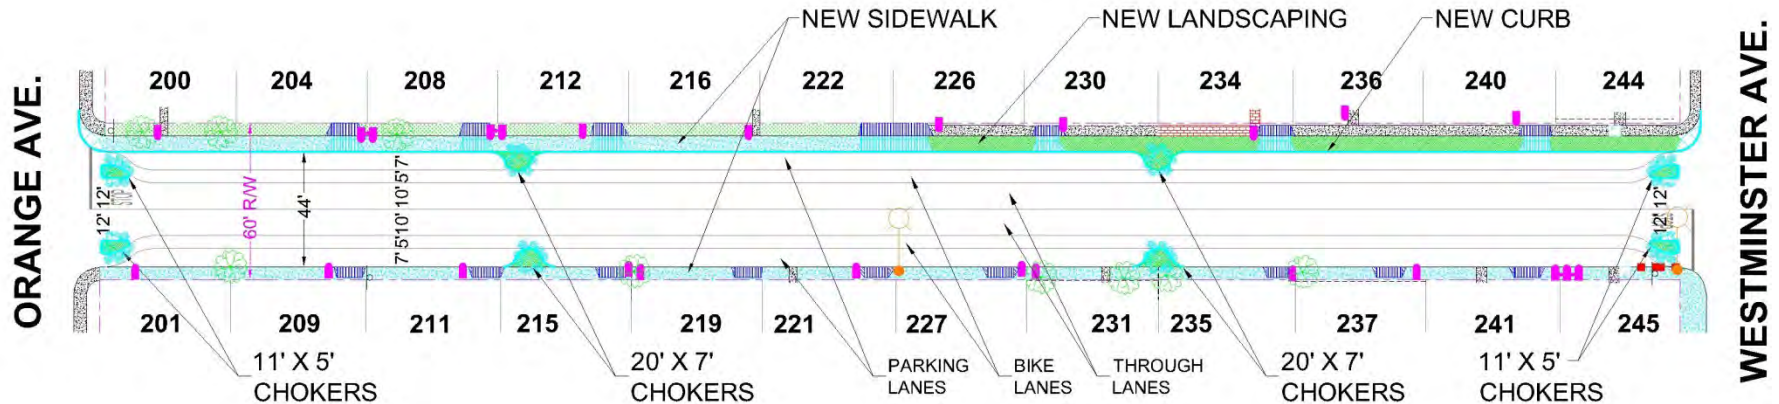 NEW SIDEWALK
NEW LANDSCAPING
NEW CURB
ORANGE AVE.
WESTMINSTER AVE.
200 204 208 212 216 222 226 230 234 236 240 244
12' 12'
STOP
60' R/W
44'
7' 5' 10' 10' 5' 7'
12' 12'
201 209 211 215 219 221 227 231 235 237 241 245
11' X 5'
CHOKERS
20' X 7'
CHOKERS
PARKING
LANES
BIKE
LANES
THROUGH
LANES
20' X 7'
CHOKERS
11' X 5'
CHOKERS